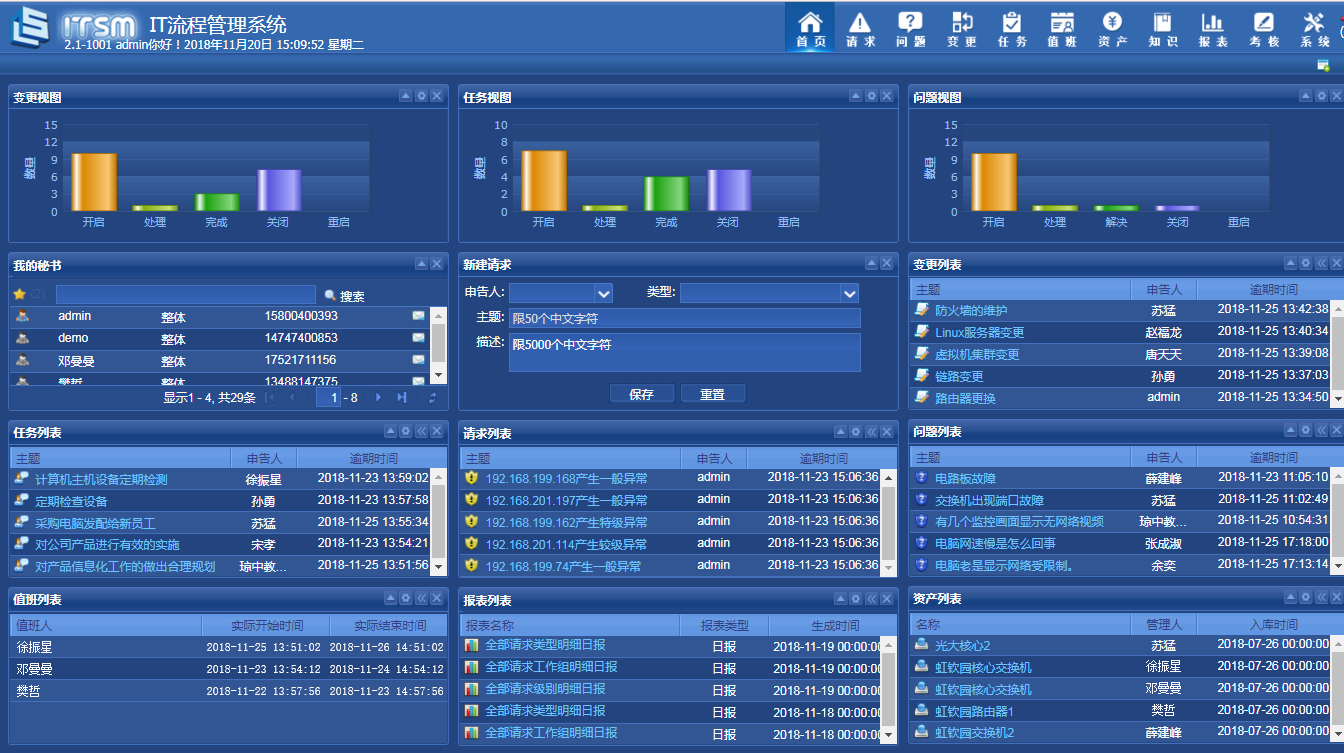 ITSM IT流程管理系统
2.1-1001 admin你好！2018年11月20日 15:09:52 星期二
首页 请求 问题 变更 任务 值班 资产 知识 报表 考核 系统
变更视图
数量
15
12
9
6
3
0
开启 处理 完成 关闭 重启
任务视图
数量
10
8
6
4
2
0
开启 处理 完成 关闭 重启
问题视图
数量
15
12
9
6
3
0
开启 处理 解决 关闭 重启
我的秘书
(2) 搜索
admin 整体 15800400393
demo 整体 14747400853
邓曼曼 整体 17521711156
樊哲 整体 13488147375
显示1 - 4, 共29条 1 - 8
新建请求
申告人: 类型:
主题: 限50个中文字符
描述: 限5000个中文字符
保存 重置
变更列表
主题 申告人 逾期时间
防火墙的维护 苏猛 2018-11-25 13:42:38
Linux服务器变更 赵福龙 2018-11-25 13:40:34
虚拟机集群变更 唐天天 2018-11-25 13:39:08
链路变更 孙勇 2018-11-25 13:37:03
路由器更换 admin 2018-11-25 13:34:50
任务列表
主题 申告人 逾期时间
计算机主机设备定期检测 徐振星 2018-11-23 13:59:02
定期检查设备 孙勇 2018-11-23 13:57:58
采购电脑发配给新员工 苏猛 2018-11-25 13:55:34
对公司产品进行有效的实施 宋孝 2018-11-23 13:54:21
对产品信息化工作的做出合理规划 琼中教... 2018-11-25 13:51:56
请求列表
主题 申告人 逾期时间
192.168.199.168产生一般异常 admin 2018-11-23 15:06:36
192.168.201.197产生一般异常 admin 2018-11-23 15:06:36
192.168.199.162产生特级异常 admin 2018-11-23 15:06:36
192.168.201.114产生较级异常 admin 2018-11-23 15:06:36
192.168.199.74产生一般异常 admin 2018-11-23 15:06:36
问题列表
主题 申告人 逾期时间
电路板故障 薛建峰 2018-11-23 11:05:10
交换机出现端口故障 苏猛 2018-11-25 11:02:49
有几个监控画面显示无网络视频 琼中教... 2018-11-25 10:54:31
电脑网速慢是怎么回事 张成淑 2018-11-25 17:18:00
电脑老是显示网络受限制。 余奕 2018-11-25 17:13:14
值班列表
值班人 实际开始时间 实际结束时间
徐振星 2018-11-25 13:51:02 2018-11-26 14:51:02
邓曼曼 2018-11-23 13:54:12 2018-11-24 14:54:12
樊哲 2018-11-22 13:57:56 2018-11-23 14:57:56
报表列表
报表名称 报表类型 生成时间
全部请求类型明细日报 日报 2018-11-19 00:00:00
全部请求工作组明细日报 日报 2018-11-19 00:00:00
全部请求级别明细日报 日报 2018-11-19 00:00:00
全部请求类型明细日报 日报 2018-11-18 00:00:00
全部请求工作组明细日报 日报 2018-11-18 00:00:00
资产列表
名称 管理人 入库时间
光大核心2 苏猛 2018-07-26 00:00:00
虹钦园核心交换机 徐振星 2018-07-26 00:00:00
虹钦园核心交换机 邓曼曼 2018-07-26 00:00:00
虹钦园路由器1 樊哲 2018-07-26 00:00:00
虹钦园交换机2 薛建峰 2018-07-26 00:00:00